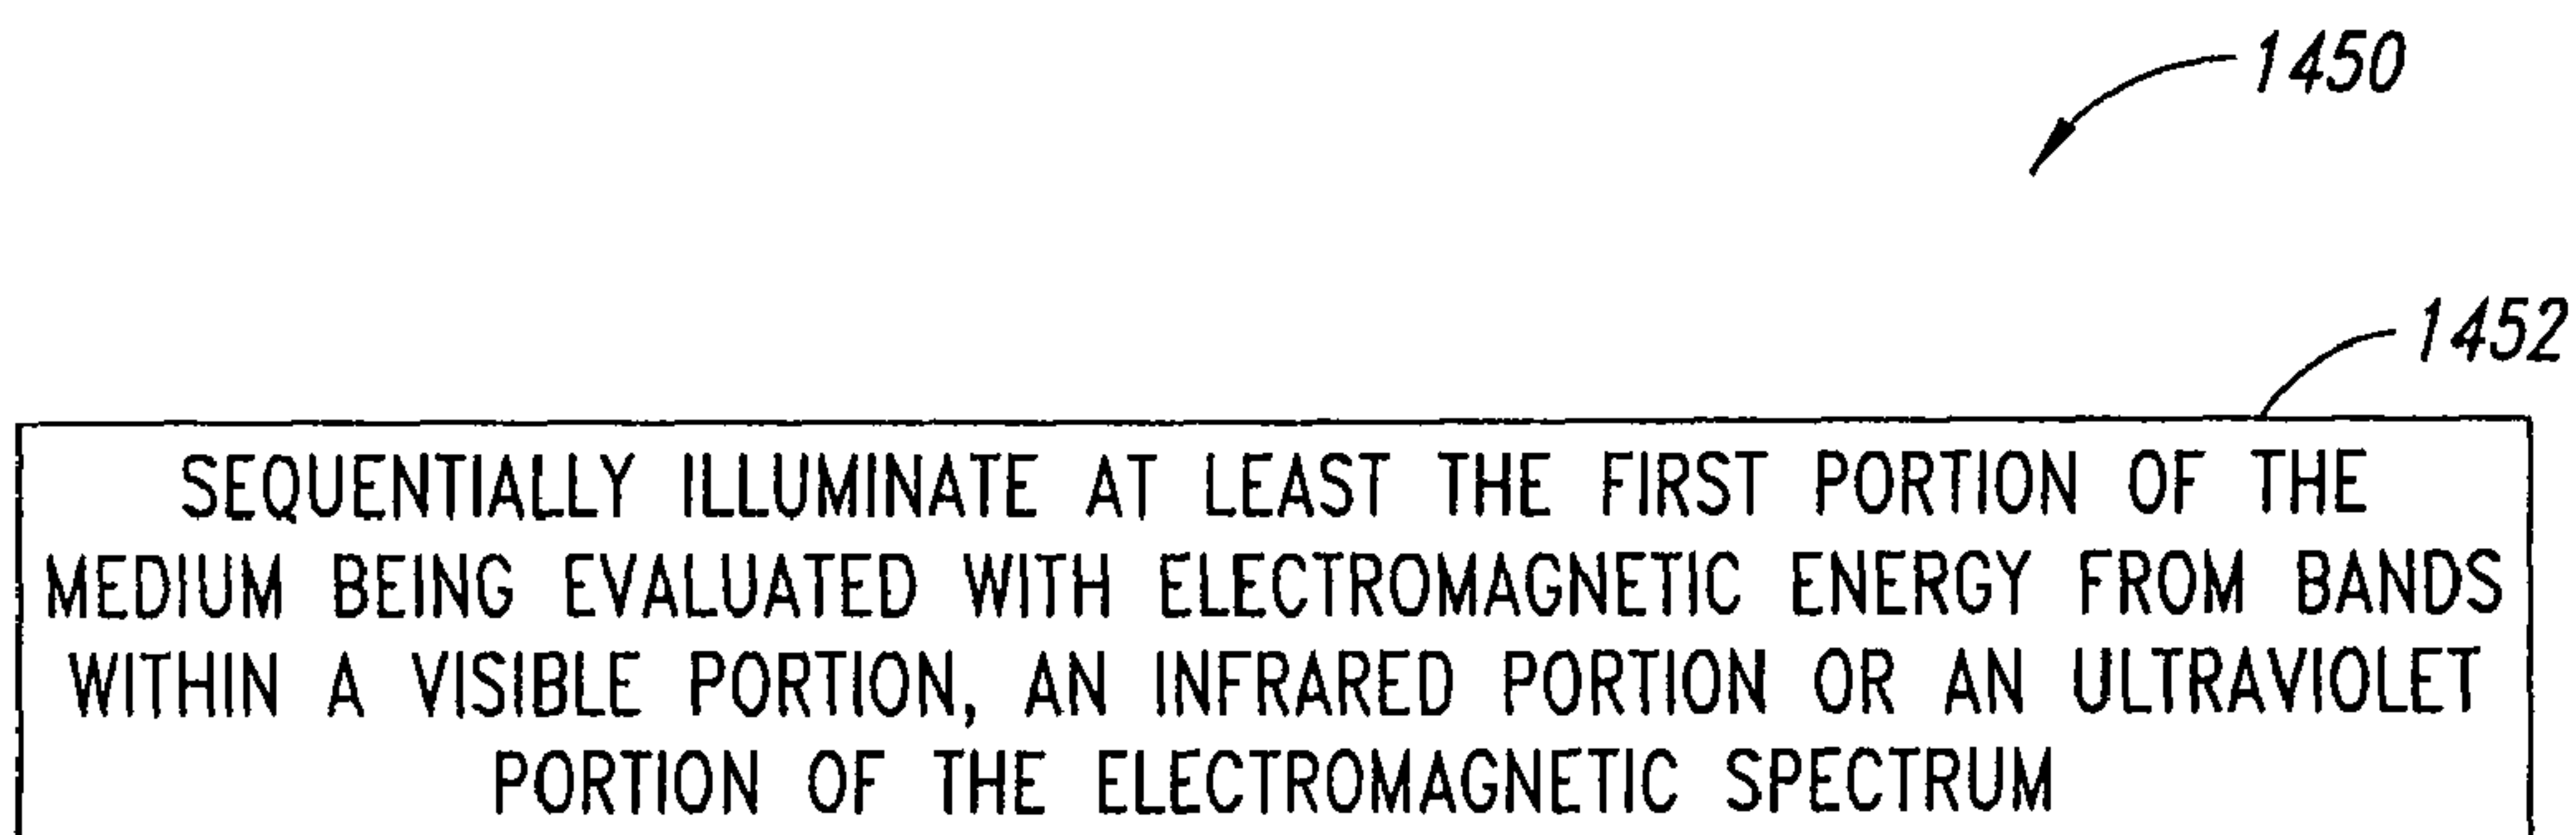 1450
1452
SEQUENTIALLY ILLUMINATE AT LEAST THE FIRST PORTION OF THE
MEDIUM BEING EVALUATED WITH ELECTROMAGNETIC ENERGY FROM BANDS
WITHIN A VISIBLE PORTION, AN INFRARED PORTION OR AN ULTRAVIOLET
PORTION OF THE ELECTROMAGNETIC SPECTRUM